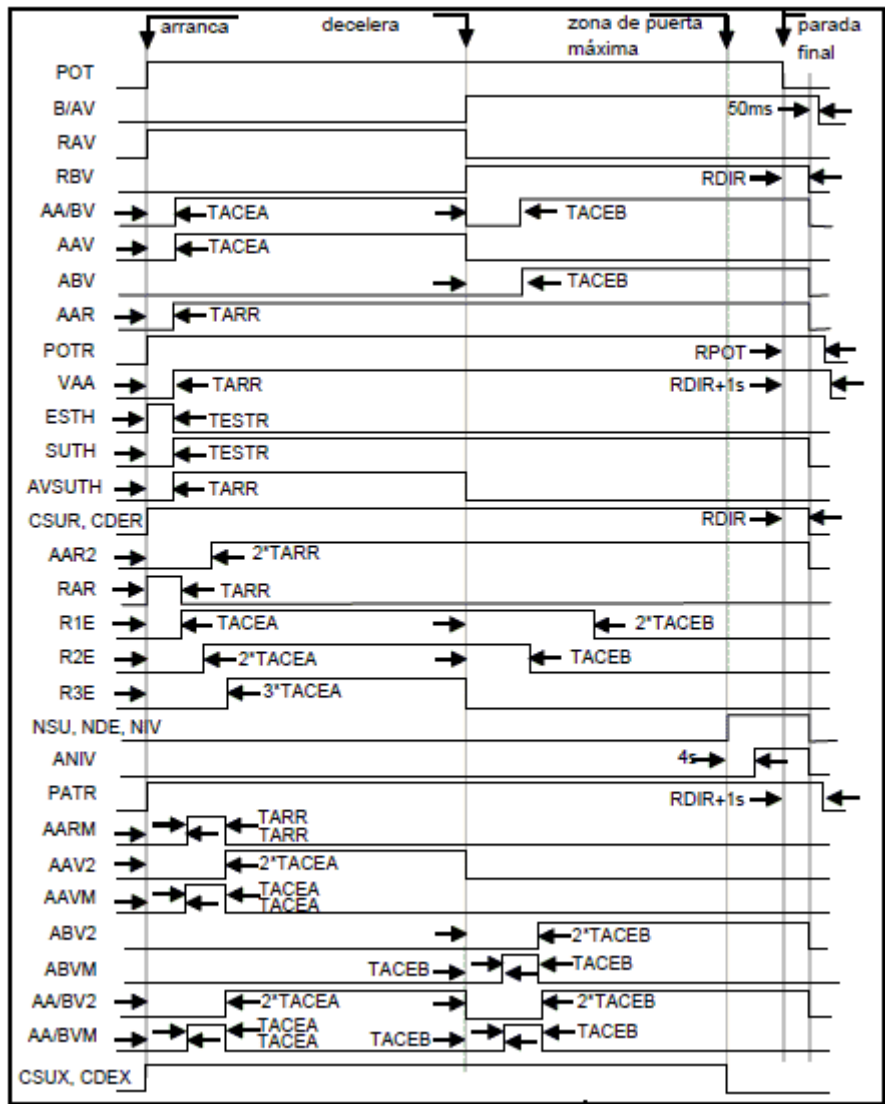 arranca decelera zona de puerta máxima parada final
POT
B/AV 50ms
RAV
RBV RDIR
AA/BV TACEA TACEB
AAV TACEA
ABV TACEB
AAR TARR
POTR RPOT
VAA TARR RDIR+1s
ESTH TESTR
SUTH TESTR
AVSUTH TARR
CSUR, CDER RDIR
AAR2 2*TARR
RAR TARR
R1E TACEA 2*TACEB
R2E 2*TACEA TACEB
R3E 3*TACEA
NSU, NDE, NIV
ANIV 4s
PATR RDIR+1s
AARM TARR
TARR
AAV2 2*TACEA
AAVM TACEA
TACEA
ABV2 2*TACEB
ABVM TACEB TACEB
AA/BV2 2*TACEA 2*TACEB
AA/BVM TACEA
TACEA TACEB TACEB
CSUX, CDEX